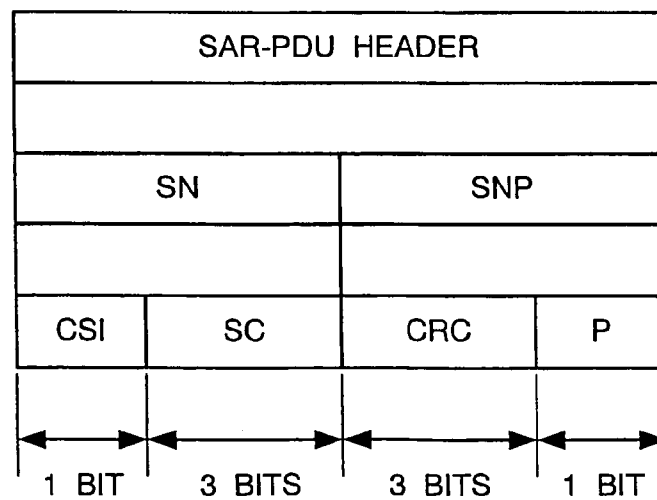 SAR-PDU HEADER
SN SNP
CSI SC CRC P
1 BIT 3 BITS 3 BITS 1 BIT